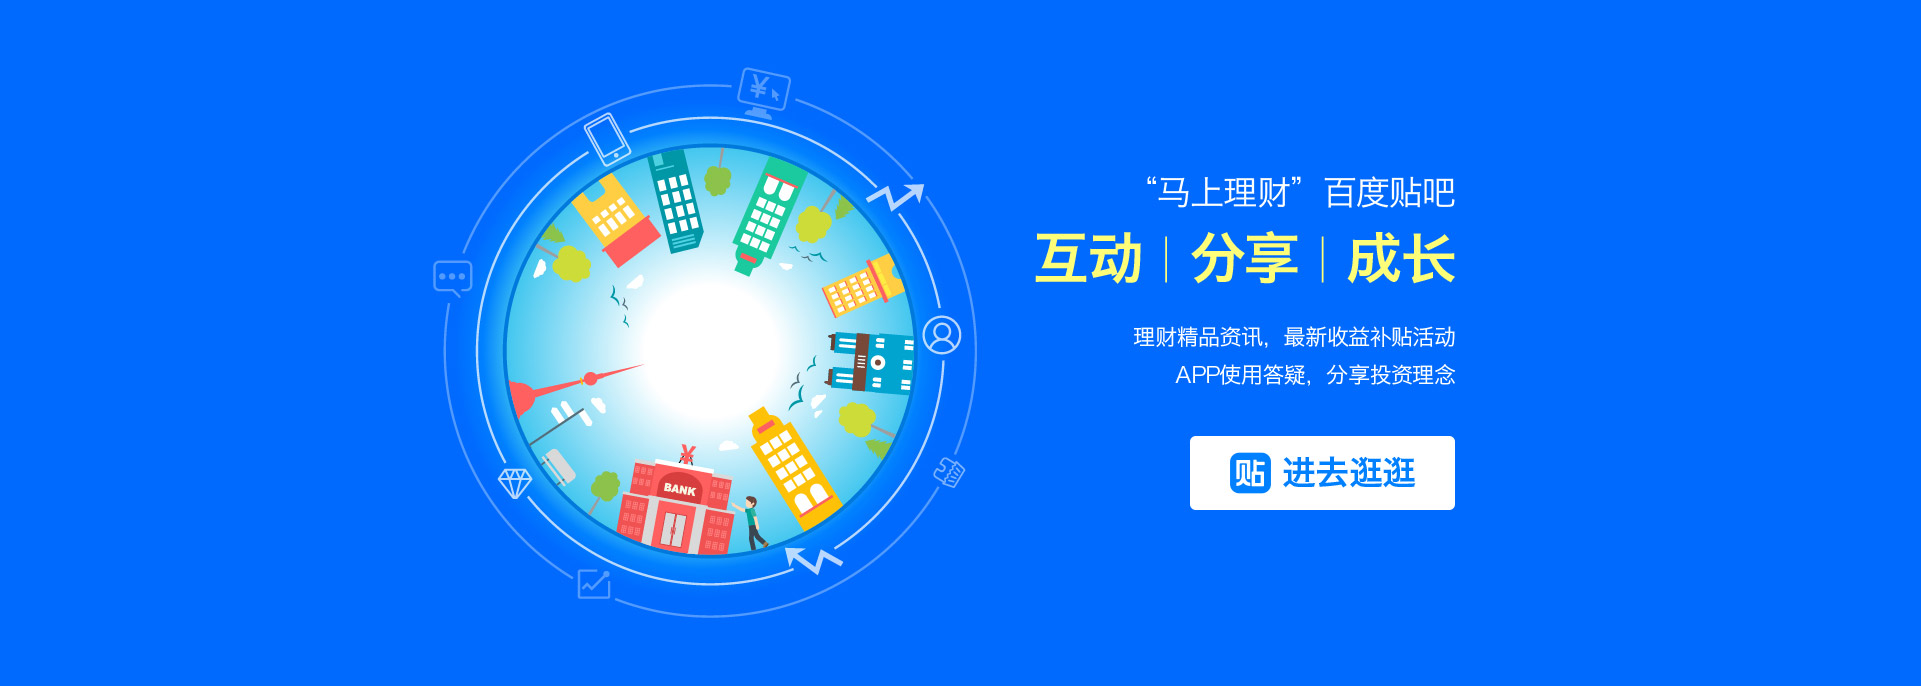 “马上理财”百度贴吧
互动｜分享｜成长
理财精品资讯，最新收益补贴活动
APP使用答疑，分享投资理念
贴 进去逛逛
¥
¥
BANK